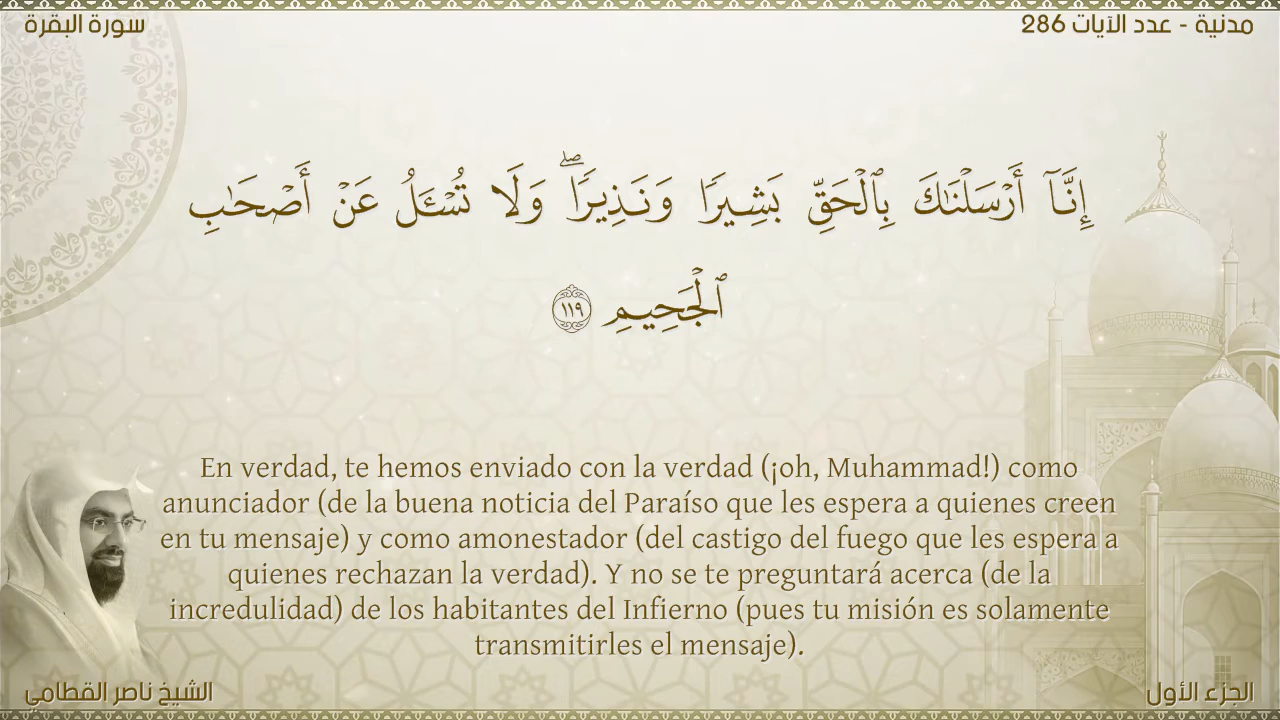 سورة البقرة
مدنية - عدد الآيات 286
إِنَّآ أَرْسَلْنَٰكَ بِٱلْحَقِّ بَشِيرًا وَنَذِيرًا ۖ وَلَا تُسْـَٔلُ عَنْ أَصْحَٰبِ
ٱلْجَحِيمِ ١١٩
En verdad, te hemos enviado con la verdad (¡oh, Muhammad!) como
anunciador (de la buena noticia del Paraíso que les espera a quienes creen
en tu mensaje) y como amonestador (del castigo del fuego que les espera a
quienes rechazan la verdad). Y no se te preguntará acerca (de la
incredulidad) de los habitantes del Infierno (pues tu misión es solamente
transmitirles el mensaje).
الشيخ ناصر القطامي
الجزء الأول